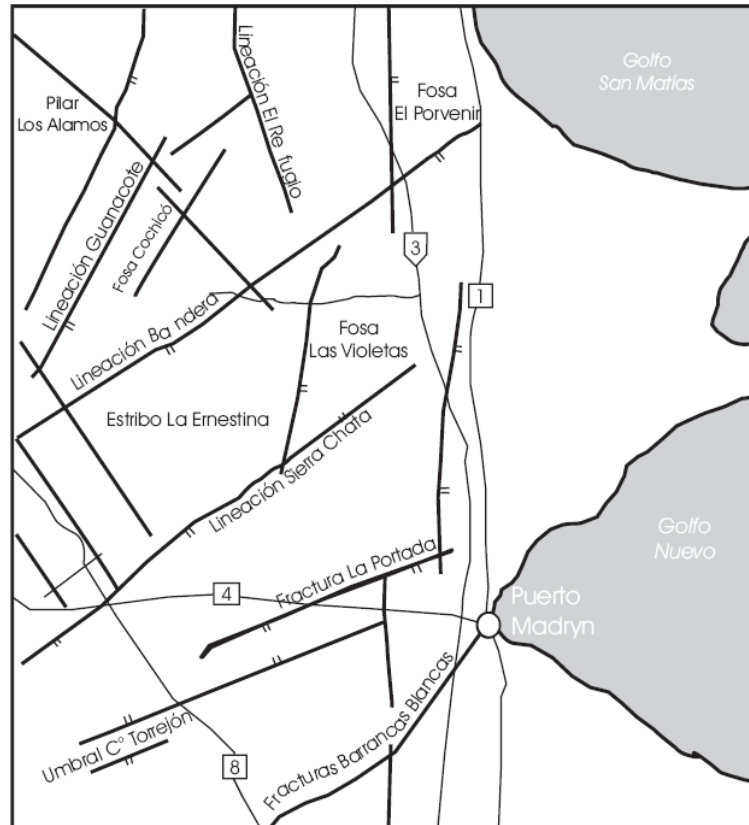 Golfo
San Matías
Pilar
Los Alamos
Lineación El Refugio
Fosa
El Porvenir
Lineación Guanacote
Fosa Cochicó
3
1
Lineación Bandera
Fosa
Las Violetas
Estribo La Ernestina
Lineación Sierra Chata
Golfo
Nuevo
Fractura La Portada
4
Puerto
Madryn
Umbral C° Torrejón
8
Fracturas Barrancas Blancas